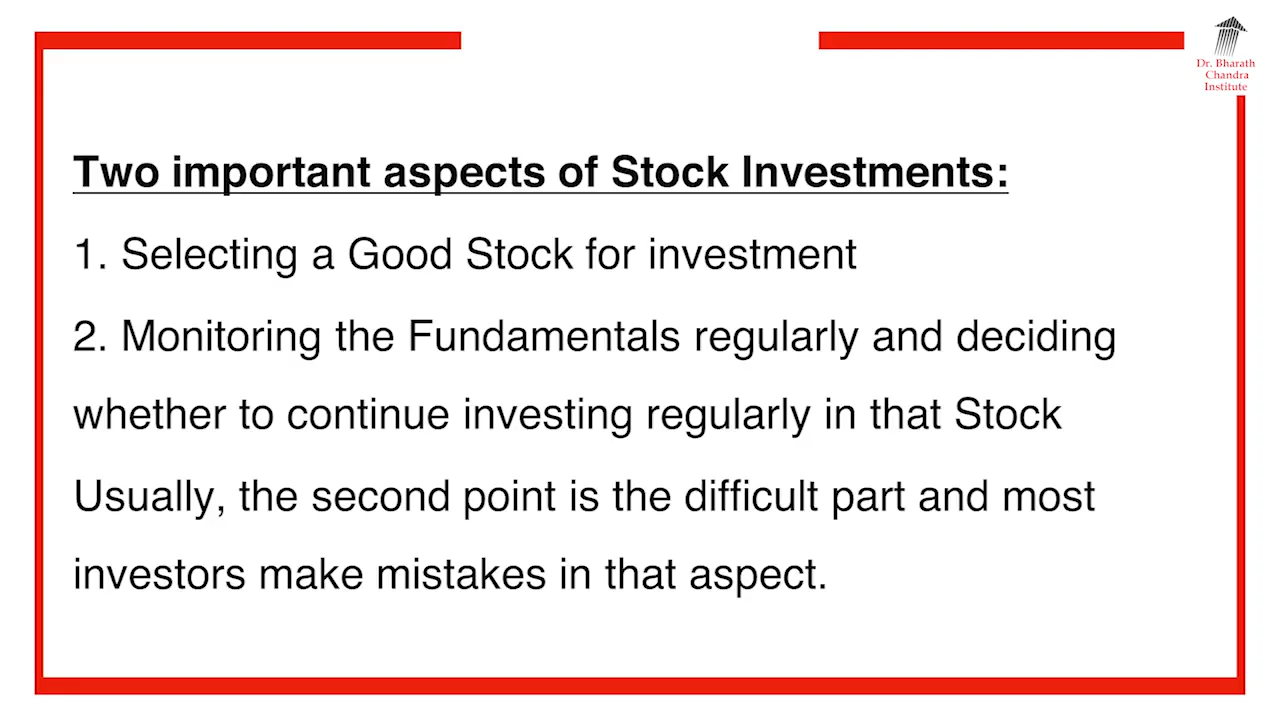 Dr. Bharath
Chandra
Institute
Two important aspects of Stock Investments:
1. Selecting a Good Stock for investment
2. Monitoring the Fundamentals regularly and deciding
whether to continue investing regularly in that Stock
Usually, the second point is the difficult part and most
investors make mistakes in that aspect.